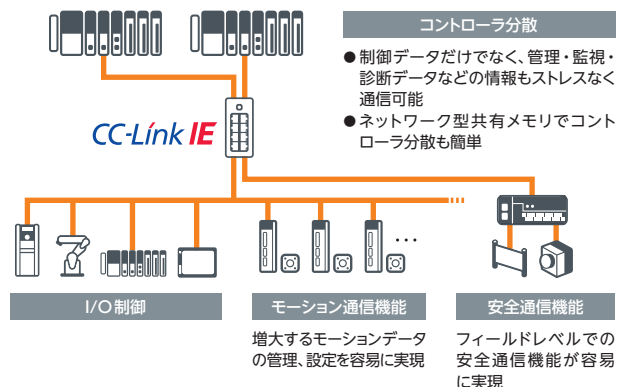 コントローラ分散
●制御データだけでなく、管理・監視・
診断データなどの情報もストレスなく
通信可能
●ネットワーク型共有メモリでコント
ローラ分散も簡単
CC-Link IE
I/O制御
モーション通信機能
増大するモーションデータ
の管理、設定を容易に実現
安全通信機能
フィールドレベルでの
安全通信機能が容易
に実現